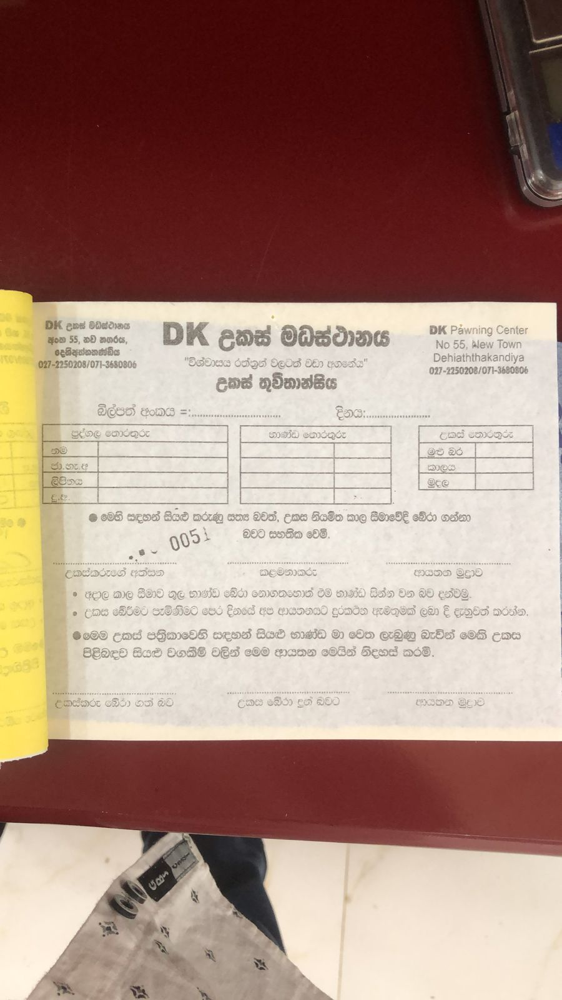 DK උකස් මධස්ථානය
අංක 55, නව නගරය,
දෙහිඅත්තකණ්ඩිය
027-2250208/071-3680806
DK උකස් මධස්ථානය
"විශ්වාසය රත්තුන් වලටත් වඩා අගනේය"
උකස් තුවිතාන්සිය
DK Pawning Center
No 55, New Town
Dehiaththakandiya
027-2250208/071-3680806
බිල්පත් අංකය =:
දිනය:
පුද්ගල තොරතුරු
නම
ජා.හැ.අ
ලිපිනය
දු.අ.
භාණ්ඩ තොරතුරු
උකස් තොරතුරු
මුළු බර
කාලය
මුදල
● මෙහි සඳහන් සියළු කරුණු සත්‍ය බවත්, උකස නියමිත කාල සීමාවේදී බේරා ගන්නා
බවට සහතික වෙමි.
0051
උකස්කරුගේ අත්සන
කළමනාකරු
ආයතන මුද්‍රාව
• අදාල කාල සීමාව තුල භාණ්ඩ බේරා නොගතහොත් එම භාණ්ඩ සින්න වන බව දන්වමු.
• උකස බේරීමට පැමිණීමට පෙර දිනයේ අප ආයතනයට දුරකථන ඇමතුමක් ලබා දී දැනුවත් කරන්න.
● මෙම උකස් පත්‍රිකාවෙහි සඳහන් සියළු භාණ්ඩ මා වෙත ලැබුණු බැවින් මෙකි උකස
පිළිබඳව සියළු වගකීම් වලින් මෙම ආයතන මෙයින් නිදහස් කරමි.
උකස්කරු බේරා ගත් බව
උකස බේරා දුන් බවට
ආයතන මුද්‍රාව